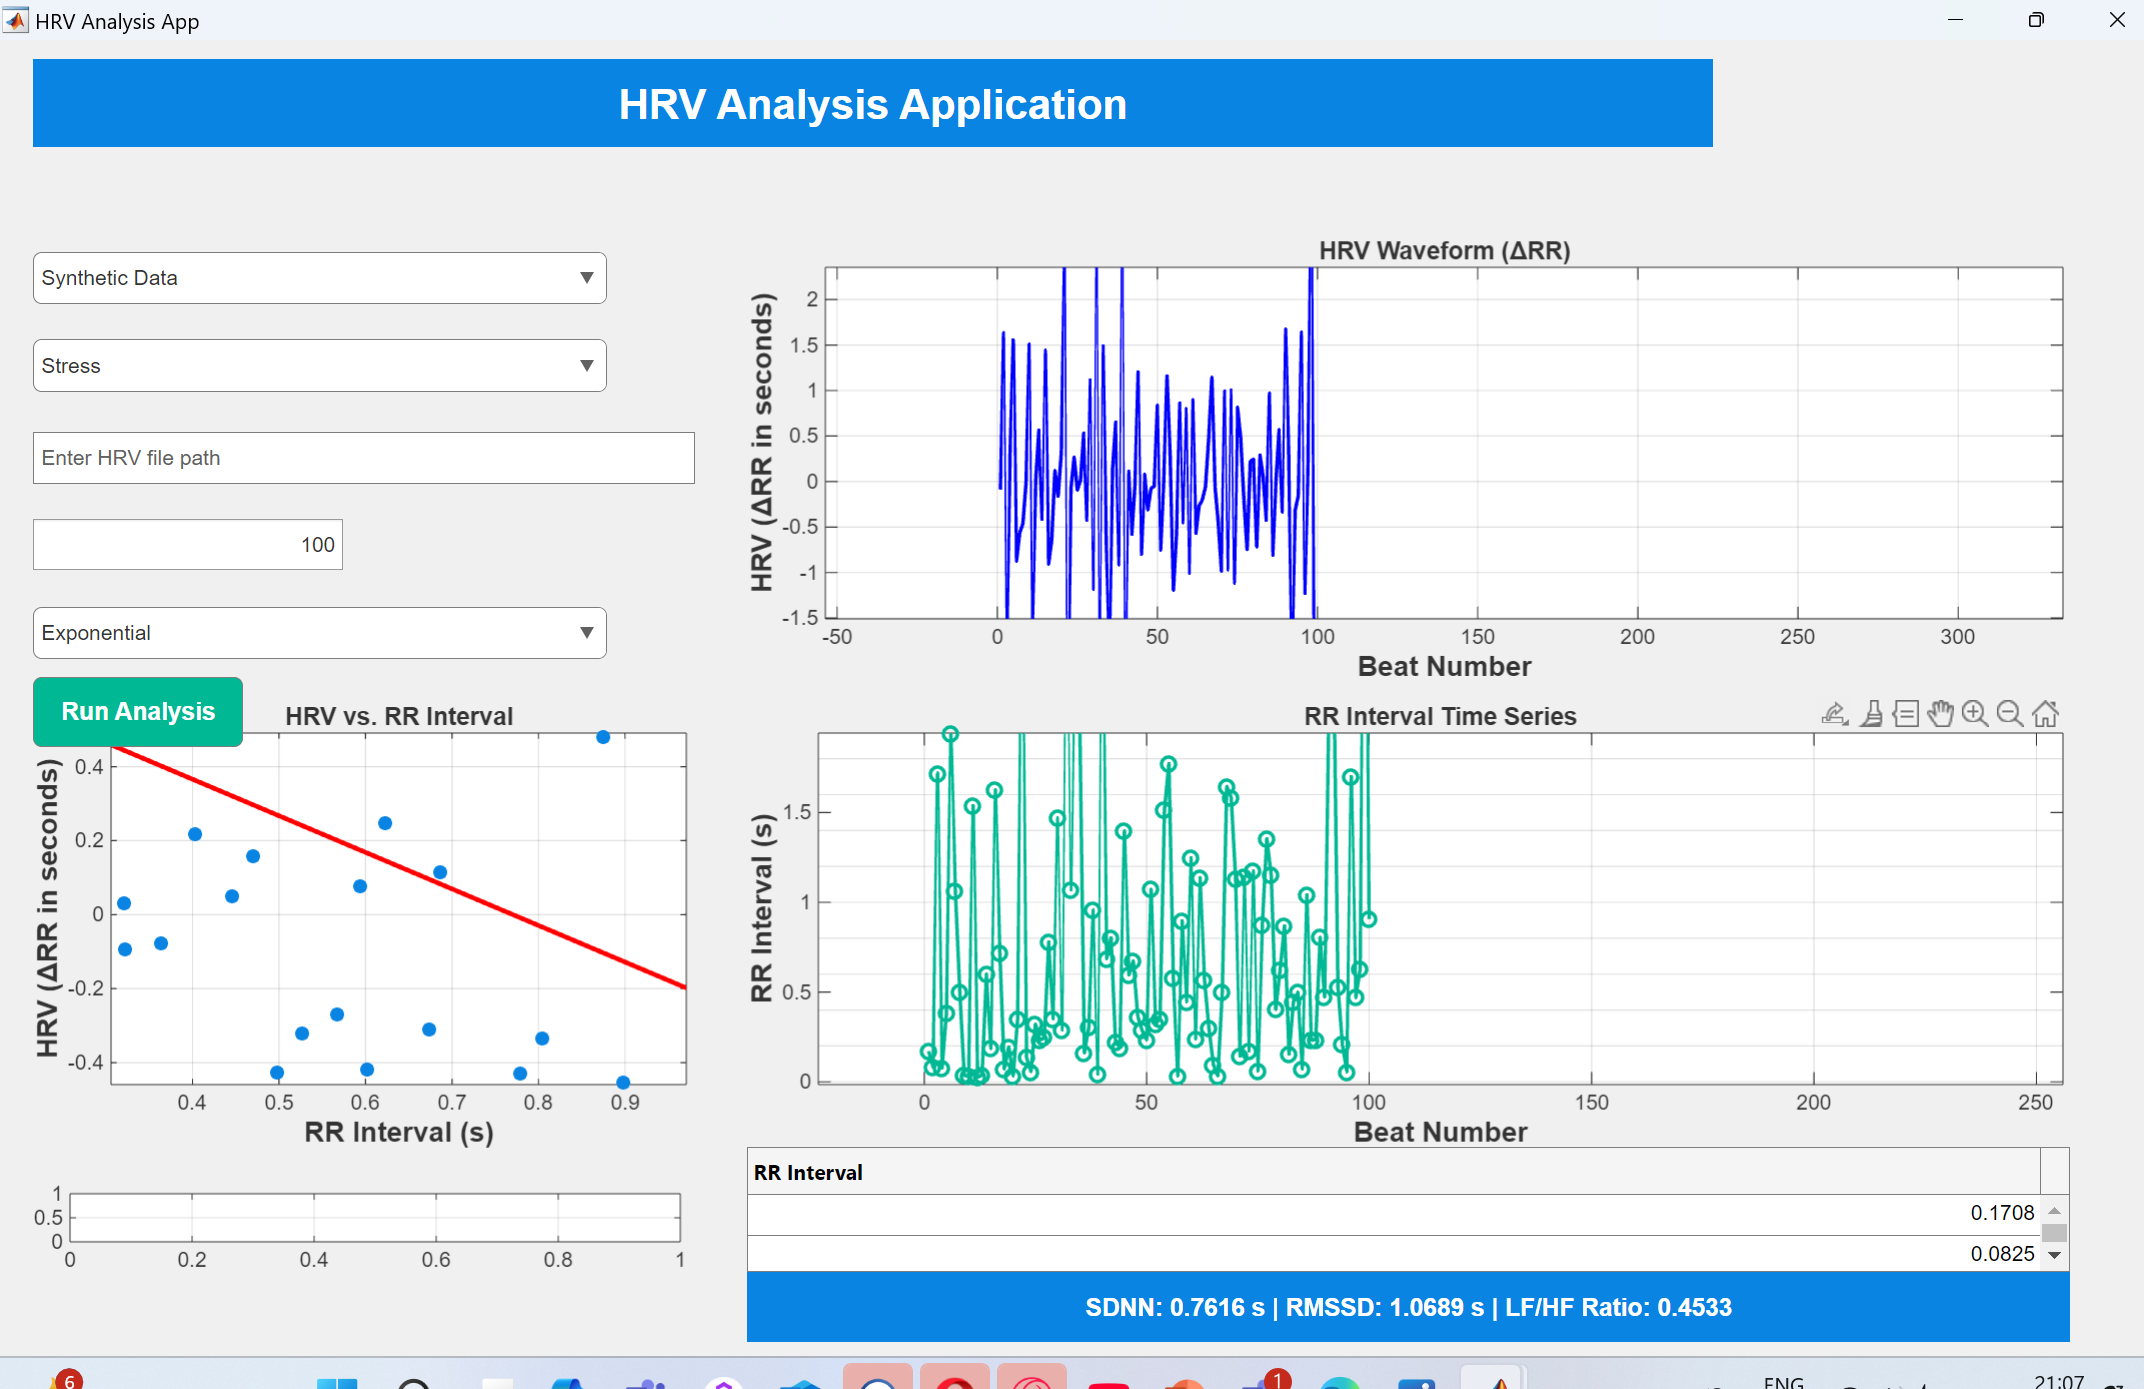 HRV Analysis App
HRV Analysis Application
Synthetic Data
Stress
Enter HRV file path
100
Exponential
Run Analysis
HRV Waveform (ΔRR)
HRV (ΔRR in seconds)
2
1.5
1
0.5
0
-0.5
-1
-1.5
-50 0 50 100 150 200 250 300
Beat Number
HRV vs. RR Interval
HRV (ΔRR in seconds)
0.4
0.2
0
-0.2
-0.4
0.4 0.5 0.6 0.7 0.8 0.9
RR Interval (s)
RR Interval Time Series
RR Interval (s)
1.5
1
0.5
0
0 50 100 150 200 250
Beat Number
1
0.5
0
0 0.2 0.4 0.6 0.8 1
RR Interval
0.1708
0.0825
SDNN: 0.7616 s | RMSSD: 1.0689 s | LF/HF Ratio: 0.4533
6
1
ENG
21:07